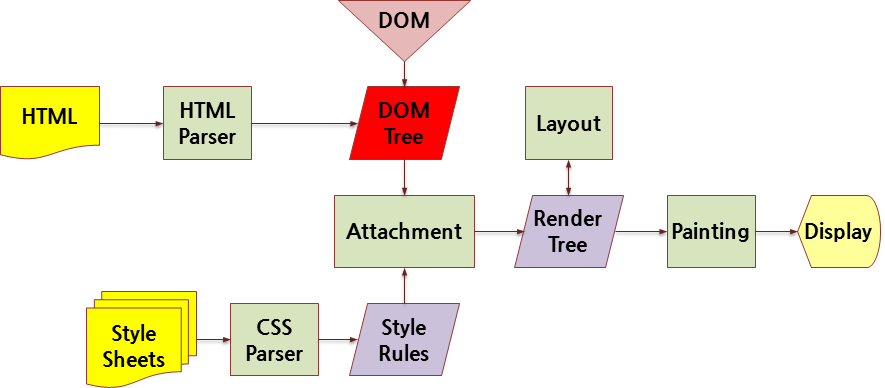 DOM
HTML
HTML
Parser
DOM
Tree
Layout
Attachment
Render
Tree
Painting
Display
Style
Sheets
CSS
Parser
Style
Rules